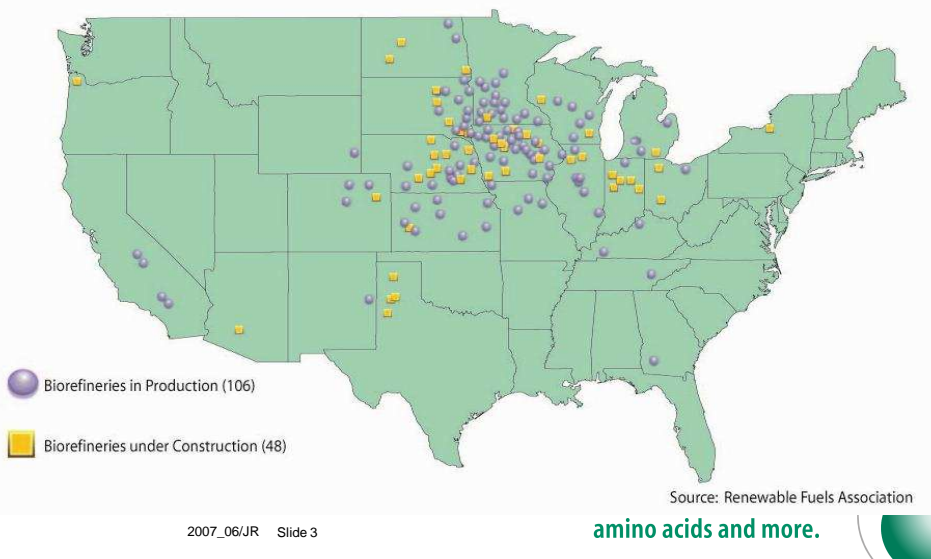 Biorefineries in Production (106)
Biorefineries under Construction (48)
Source: Renewable Fuels Association
2007_06/JR Slide 3
amino acids and more.